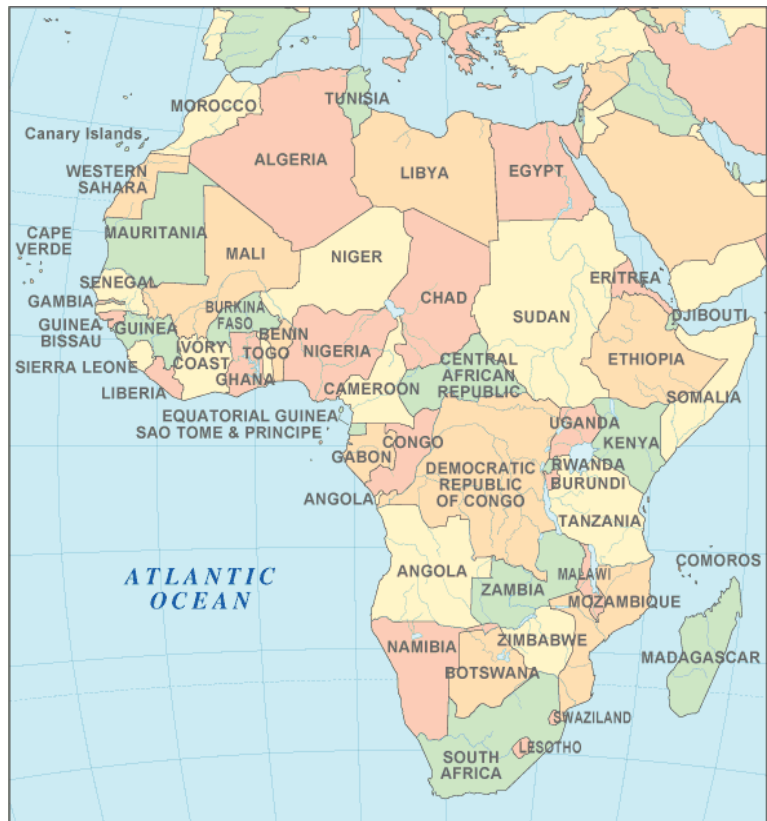 MOROCCO
TUNISIA
Canary Islands
ALGERIA
LIBYA
EGYPT
WESTERN
SAHARA
CAPE
VERDE
MAURITANIA
MALI
NIGER
CHAD
SUDAN
ERITREA
DJIBOUTI
SENEGAL
GAMBIA
GUINEA
BISSAU
GUINEA
BURKINA
FASO
BENIN
NIGERIA
SIERRA LEONE
IVORY
COAST
TOGO
GHANA
LIBERIA
CAMEROON
CENTRAL
AFRICAN
REPUBLIC
ETHIOPIA
SOMALIA
EQUATORIAL GUINEA
SAO TOME & PRINCIPE
UGANDA
KENYA
CONGO
GABON
DEMOCRATIC
REPUBLIC
OF CONGO
RWANDA
BURUNDI
ANGOLA
TANZANIA
COMOROS
ATLANTIC
OCEAN
ANGOLA
ZAMBIA
MALAWI
MOZAMBIQUE
NAMIBIA
ZIMBABWE
BOTSWANA
MADAGASCAR
SWAZILAND
LESOTHO
SOUTH
AFRICA